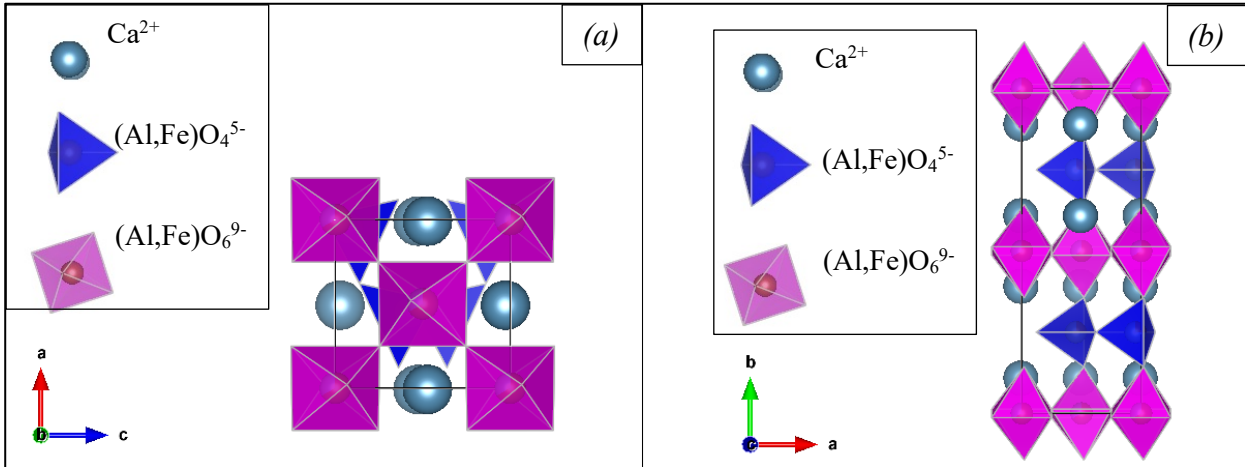 (a)
Ca²⁺
(Al,Fe)O₄⁵⁻
(Al,Fe)O₆⁹⁻
a
b
c
(b)
Ca²⁺
(Al,Fe)O₄⁵⁻
(Al,Fe)O₆⁹⁻
b
c
a